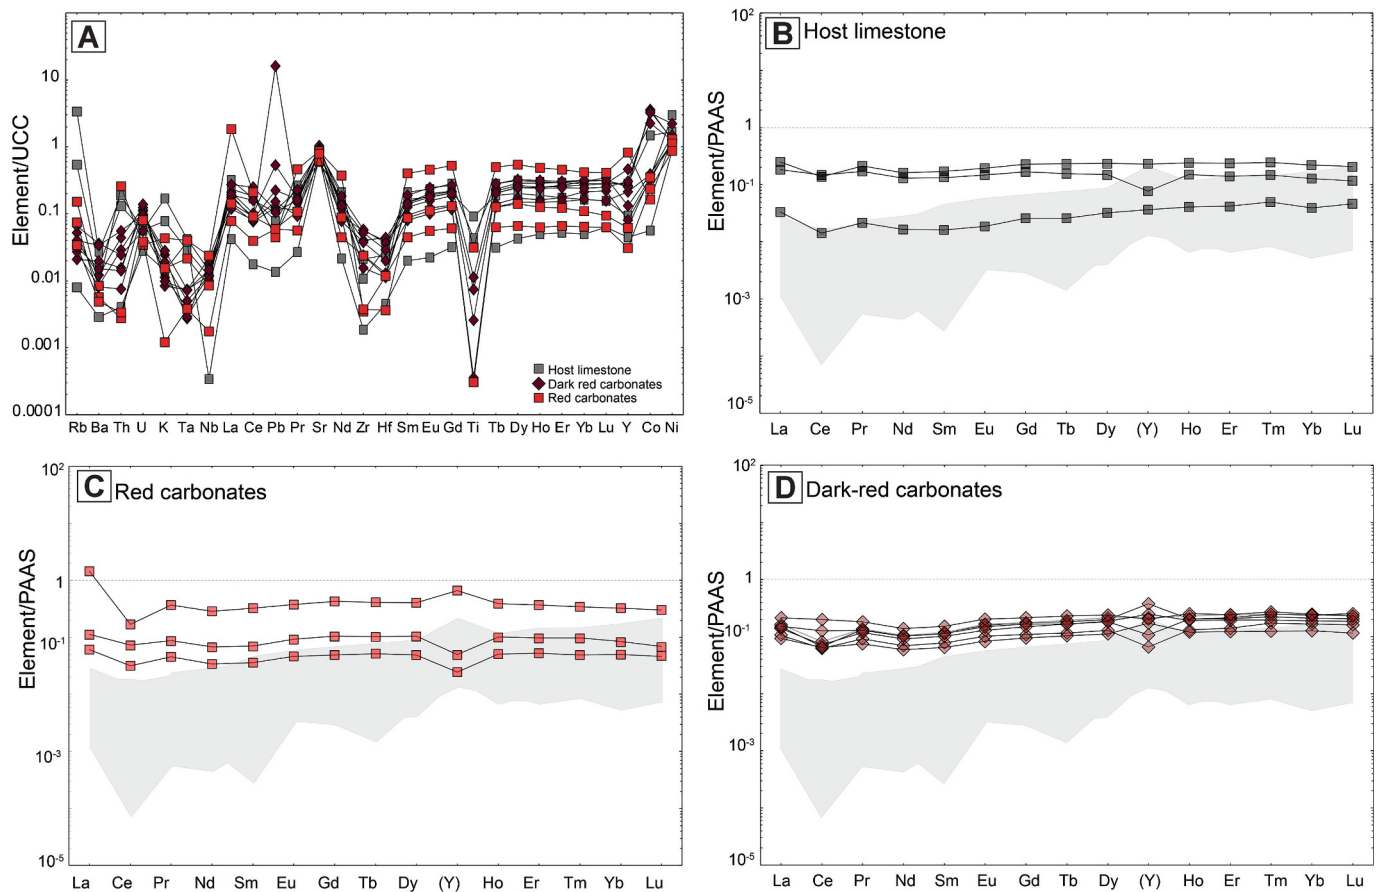 A
Element/UCC
10
1
0.1
0.01
0.001
0.0001
Host limestone
Dark red carbonates
Red carbonates
Rb Ba Th U K Ta Nb La Ce Pb Pr Sr Nd Zr Hf Sm Eu Gd Ti Tb Dy Ho Er Yb Lu Y Co Ni
B Host limestone
Element/PAAS
10²
1
10⁻¹
10⁻³
10⁻⁵
La Ce Pr Nd Sm Eu Gd Tb Dy (Y) Ho Er Tm Yb Lu
C Red carbonates
Element/PAAS
10²
1
10⁻¹
10⁻³
10⁻⁵
La Ce Pr Nd Sm Eu Gd Tb Dy (Y) Ho Er Tm Yb Lu
D Dark-red carbonates
Element/PAAS
10²
1
10⁻¹
10⁻³
10⁻⁵
La Ce Pr Nd Sm Eu Gd Tb Dy (Y) Ho Er Tm Yb Lu